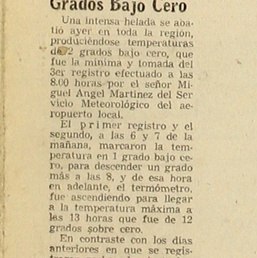 Grados Bajo Cero
Una intensa helada se aba-
tió ayer en toda la región,
produciéndose temperaturas
de 2 grados bajo cero, que
fue la mínima y tomada del
3er registro efectuado a las
8.00 horas por el señor Mi-
guel Angel Martínez del Ser
vicio Meteorológico del ae-
ropuerto local.
El primer registro y el
segundo, a las 6 y 7 de la
mañana, marcaron la tem-
peratura en 1 grado bajo ce-
ro, para descender un grado
más a las 8, y de esa hora
en adelante, el termómetro,
fue ascendiendo para llegar
a la temperatura máxima a
las 13 horas que fue de 12
grados sobre cero.
En contraste con los días
anteriores en que se regis-